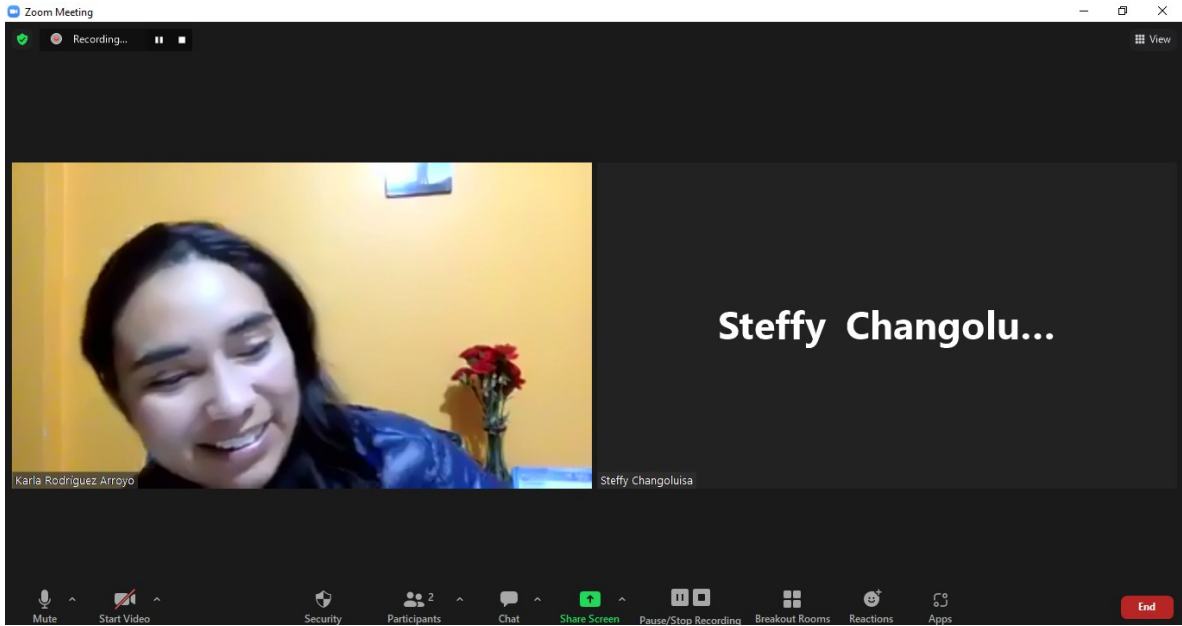 Zoom Meeting
Recording...
View
Steffy Changolu...
Karla Rodríguez Arroyo
Steffy Changoluisa
Mute
Start Video
Security
2
Participants
Chat
Share Screen
Pause/Stop Recording
Breakout Rooms
Reactions
Apps
End